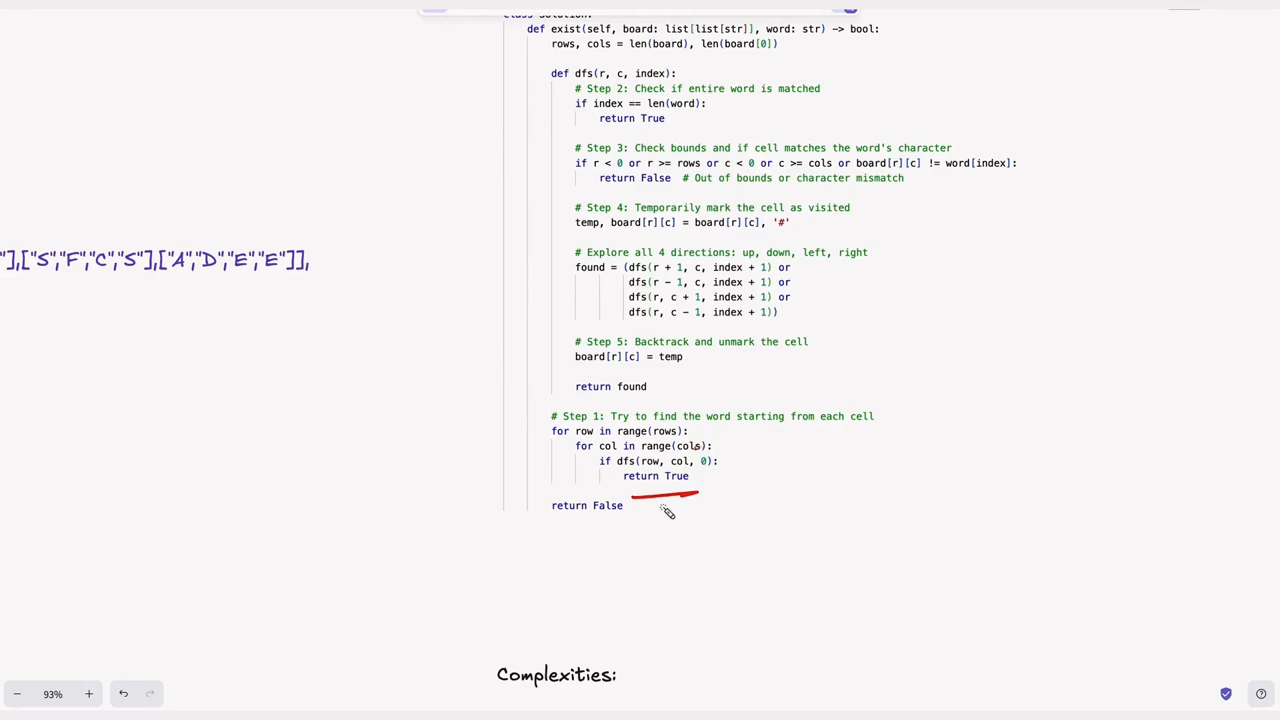 class Solution:
def exist(self, board: list[list[str]], word: str) -> bool:
rows, cols = len(board), len(board[0])
def dfs(r, c, index):
# Step 2: Check if entire word is matched
if index == len(word):
return True
# Step 3: Check bounds and if cell matches the word's character
if r < 0 or r >= rows or c < 0 or c >= cols or board[r][c] != word[index]:
return False  # Out of bounds or character mismatch
# Step 4: Temporarily mark the cell as visited
temp, board[r][c] = board[r][c], '#'
"],["S","F","C","S"],["A","D","E","E"]],
# Explore all 4 directions: up, down, left, right
found = (dfs(r + 1, c, index + 1) or
dfs(r - 1, c, index + 1) or
dfs(r, c + 1, index + 1) or
dfs(r, c - 1, index + 1))
# Step 5: Backtrack and unmark the cell
board[r][c] = temp
return found
# Step 1: Try to find the word starting from each cell
for row in range(rows):
for col in range(cols):
if dfs(row, col, 0):
return True
return False
Complexities:
93%